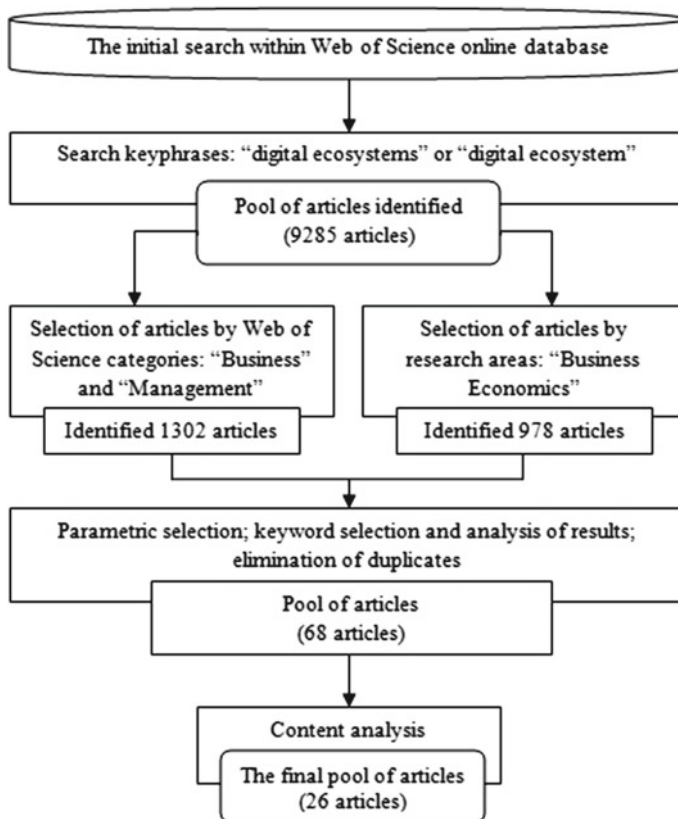 The initial search within Web of Science online database
Search keyphrases: “digital ecosystems” or “digital ecosystem”
Pool of articles identified
(9285 articles)
Selection of articles by Web of
Science categories: “Business”
and “Management”
Identified 1302 articles
Selection of articles by
research areas: “Business
Economics”
Identified 978 articles
Parametric selection; keyword selection and analysis of results;
elimination of duplicates
Pool of articles
(68 articles)
Content analysis
The final pool of articles
(26 articles)